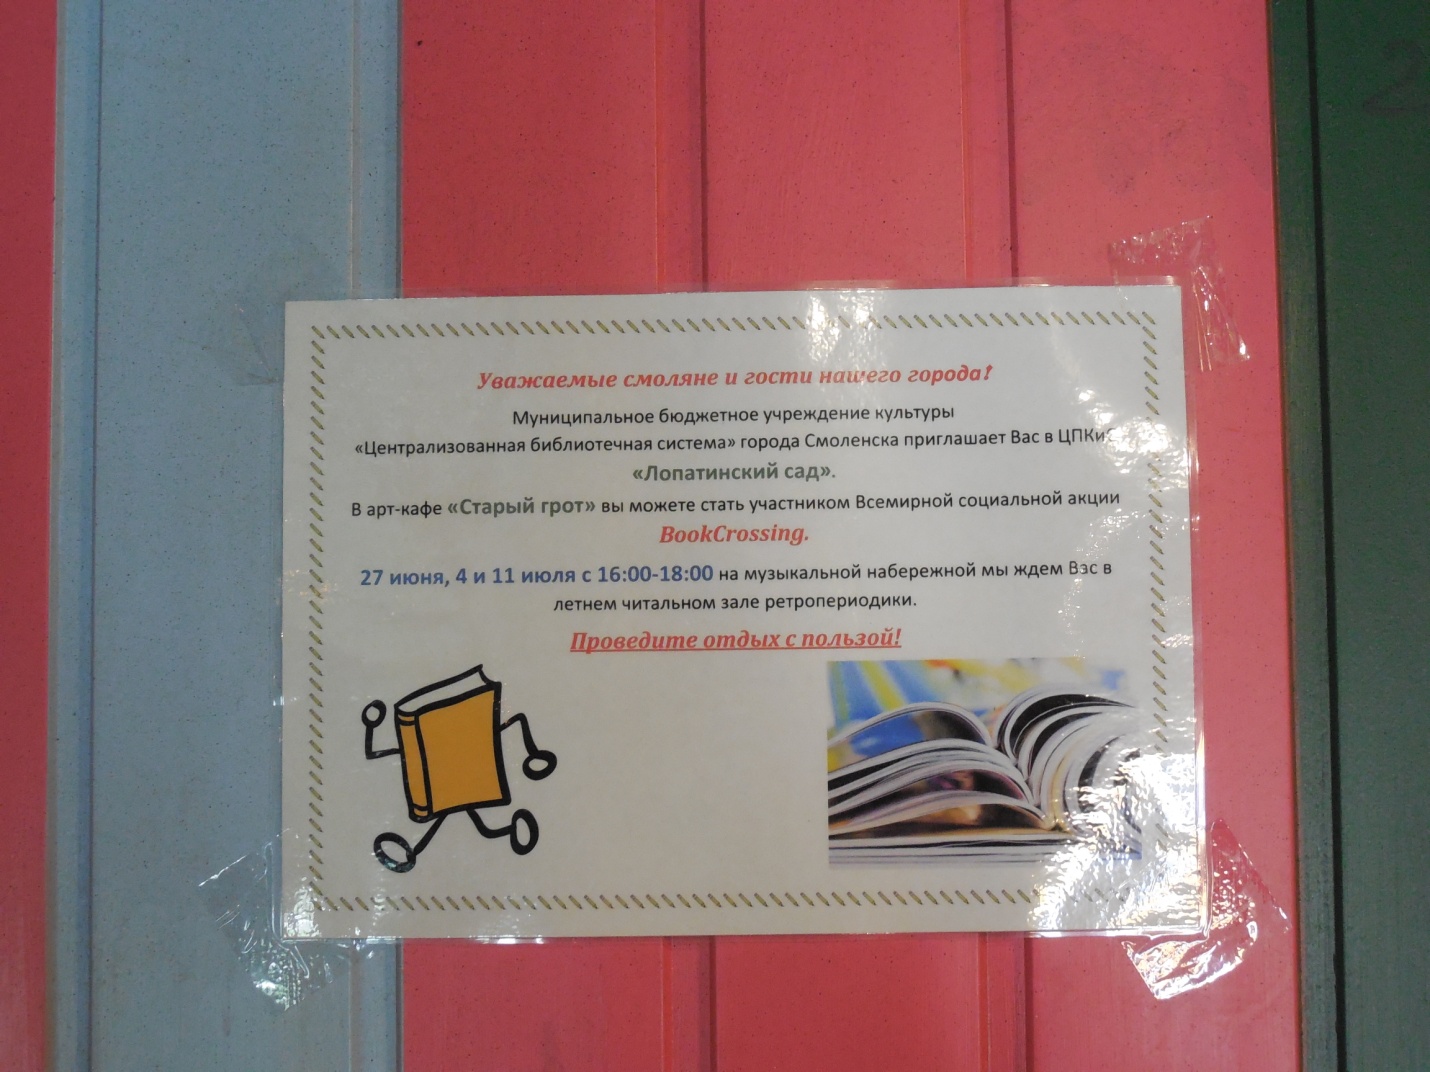 Уважаемые смоляне и гости нашего города!
Муниципальное бюджетное учреждение культуры
«Централизованная библиотечная система» города Смоленска приглашает Вас в ЦПКиО
«Лопатинский сад».
В арт-кафе «Старый грот» вы можете стать участником Всемирной социальной акции
BookCrossing.
27 июня, 4 и 11 июля с 16:00-18:00 на музыкальной набережной мы ждем Вас в
летнем читальном зале ретропериодики.
Проведите отдых с пользой!